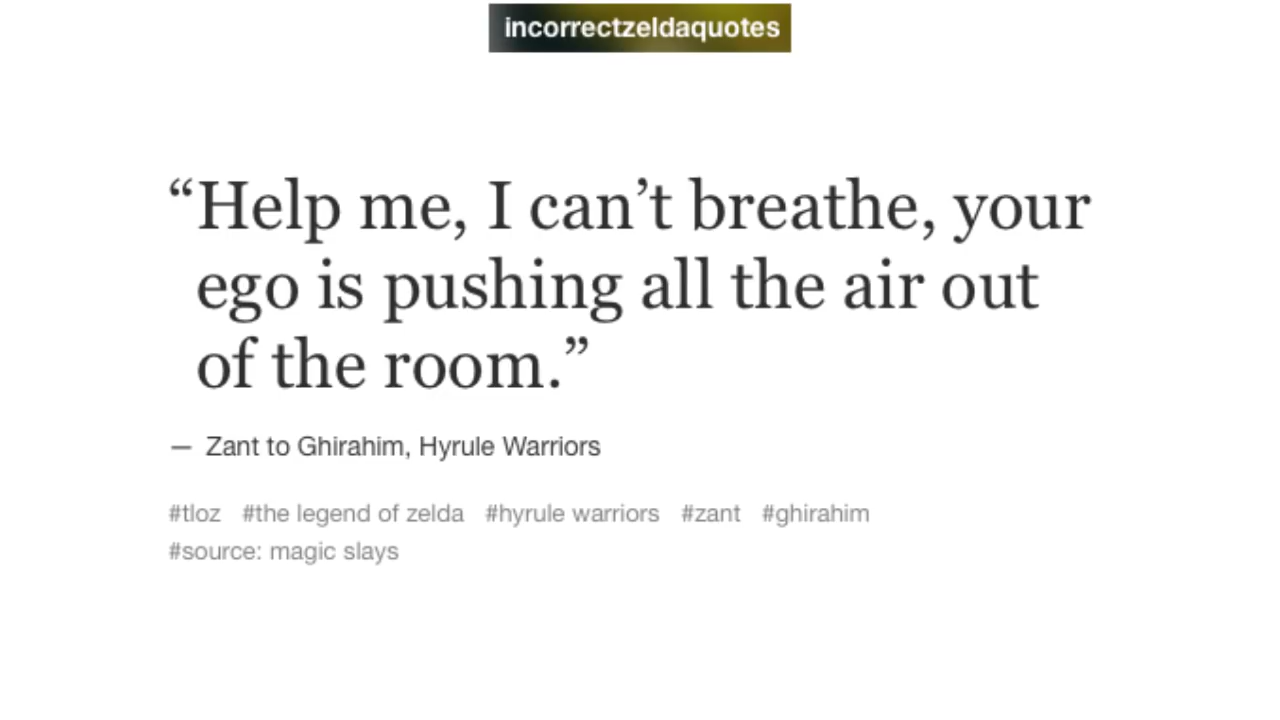 incorrectzeldaquotes
“Help me, I can’t breathe, your
ego is pushing all the air out
of the room.”
— Zant to Ghirahim, Hyrule Warriors
#tloz #the legend of zelda #hyrule warriors #zant #ghirahim
#source: magic slays